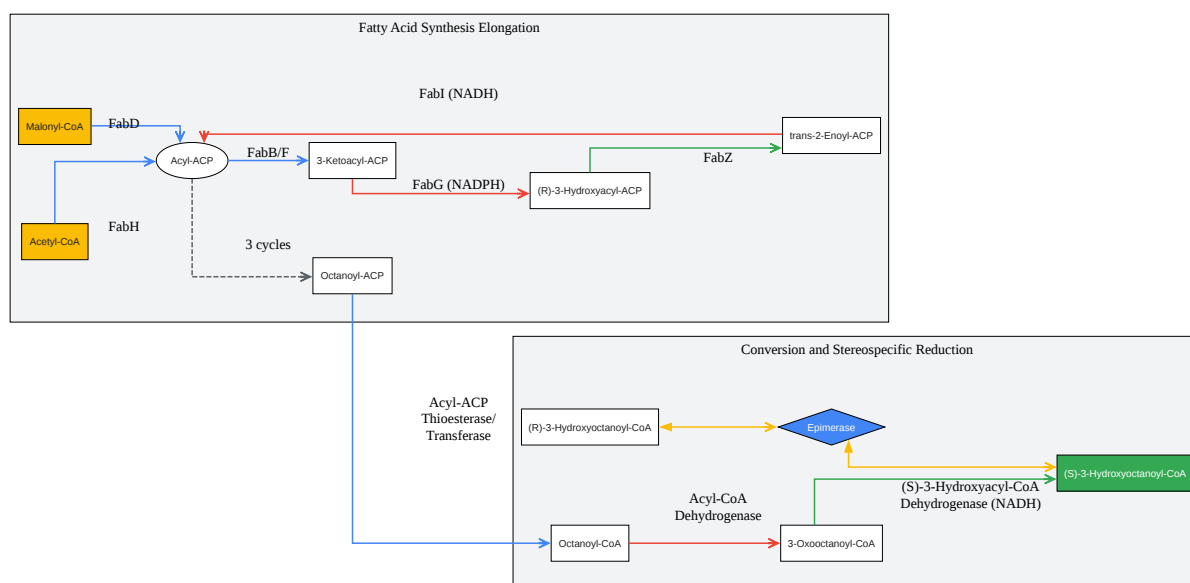 Fatty Acid Synthesis Elongation
FabI (NADH)
Malonyl-CoA
FabD
trans-2-Enoyl-ACP
Acyl-ACP
FabB/F
3-Ketoacyl-ACP
FabZ
FabG (NADPH)
(R)-3-Hydroxyacyl-ACP
FabH
Acetyl-CoA
3 cycles
Octanoyl-ACP
Conversion and Stereospecific Reduction
Acyl-ACP
Thioesterase/
Transferase
(R)-3-Hydroxyoctanoyl-CoA
Epimerase
(S)-3-Hydroxyoctanoyl-CoA
(S)-3-Hydroxyacyl-CoA
Dehydrogenase (NADH)
Acyl-CoA
Dehydrogenase
Octanoyl-CoA
3-Oxooctanoyl-CoA